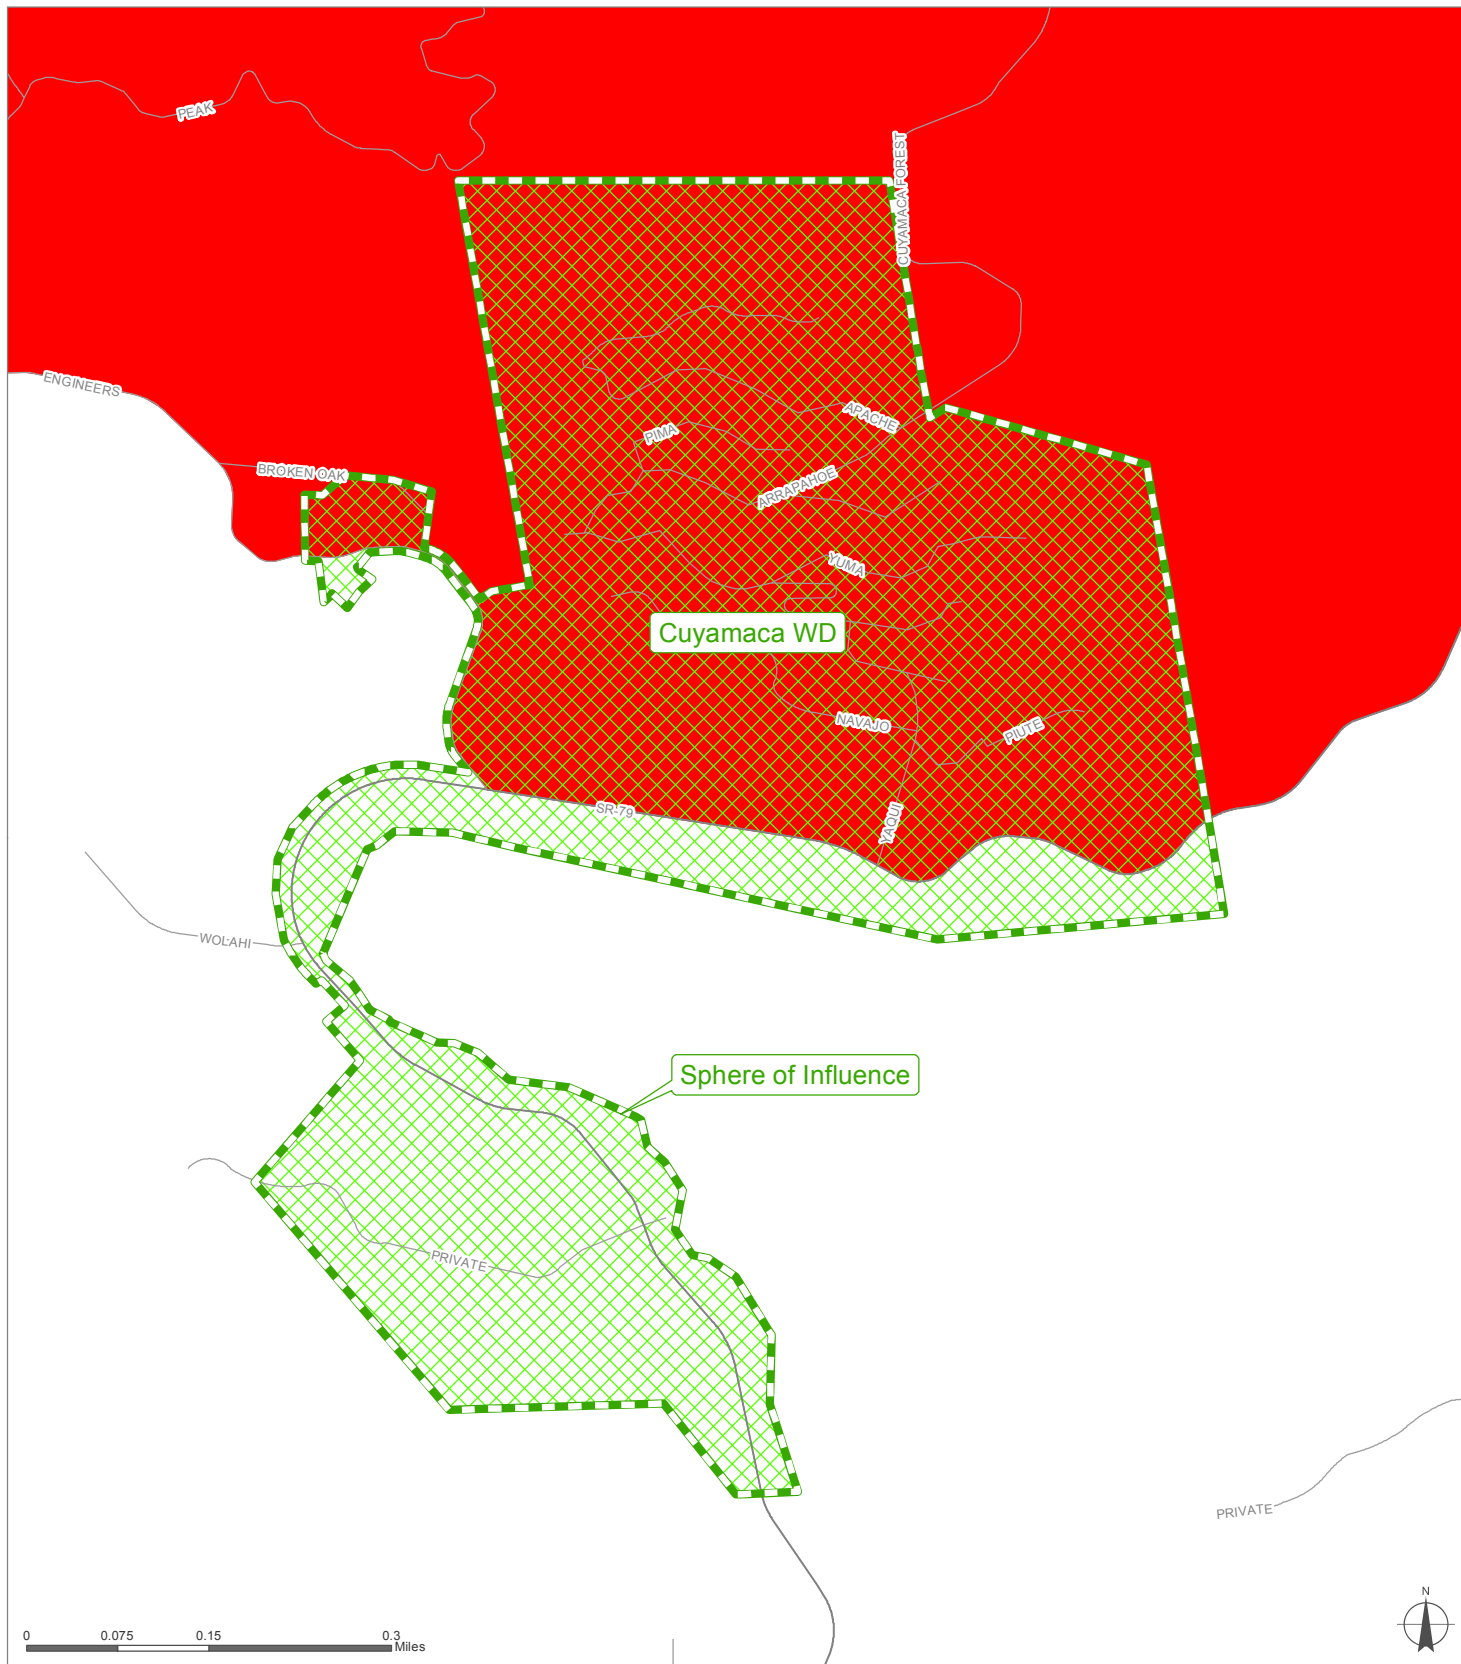 PEAK
CUYAMACA FOREST
ENGINEERS
APACHE
PIMA
BROKEN OAK
ARRAPAHOE
YUMA
Cuyamaca WD
NAVAJO
PIUTE
SR-79
YAQUI
WOLAHI
Sphere of Influence
PRIVATE
PRIVATE
N
0 0.075 0.15 0.3
Miles